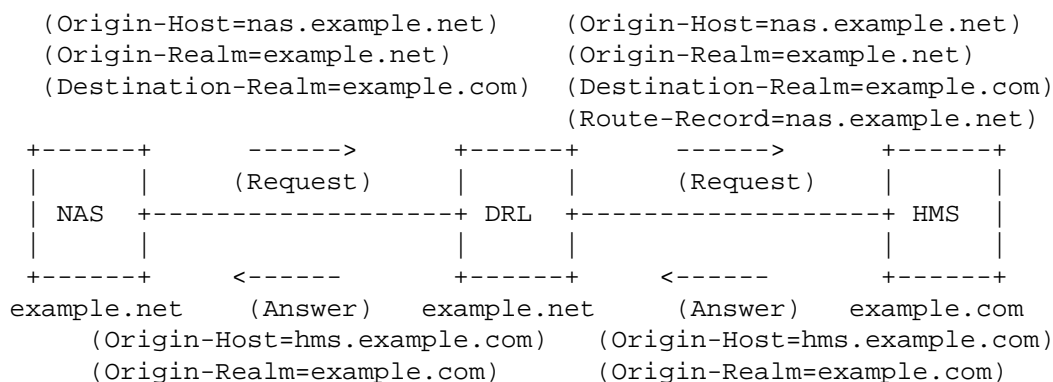 (Origin-Host=nas.example.net) (Origin-Host=nas.example.net)
(Origin-Realm=example.net) (Origin-Realm=example.net)
(Destination-Realm=example.com) (Destination-Realm=example.com)
(Route-Record=nas.example.net)
+------+ ------> +------+ ------> +------+
| | (Request) | | (Request) | |
| NAS +-------------------+ DRL +-------------------+ HMS |
| | | | | |
+------+ <------ +------+ <------ +------+
example.net (Answer) example.net (Answer) example.com
(Origin-Host=hms.example.com) (Origin-Host=hms.example.com)
(Origin-Realm=example.com) (Origin-Realm=example.com)